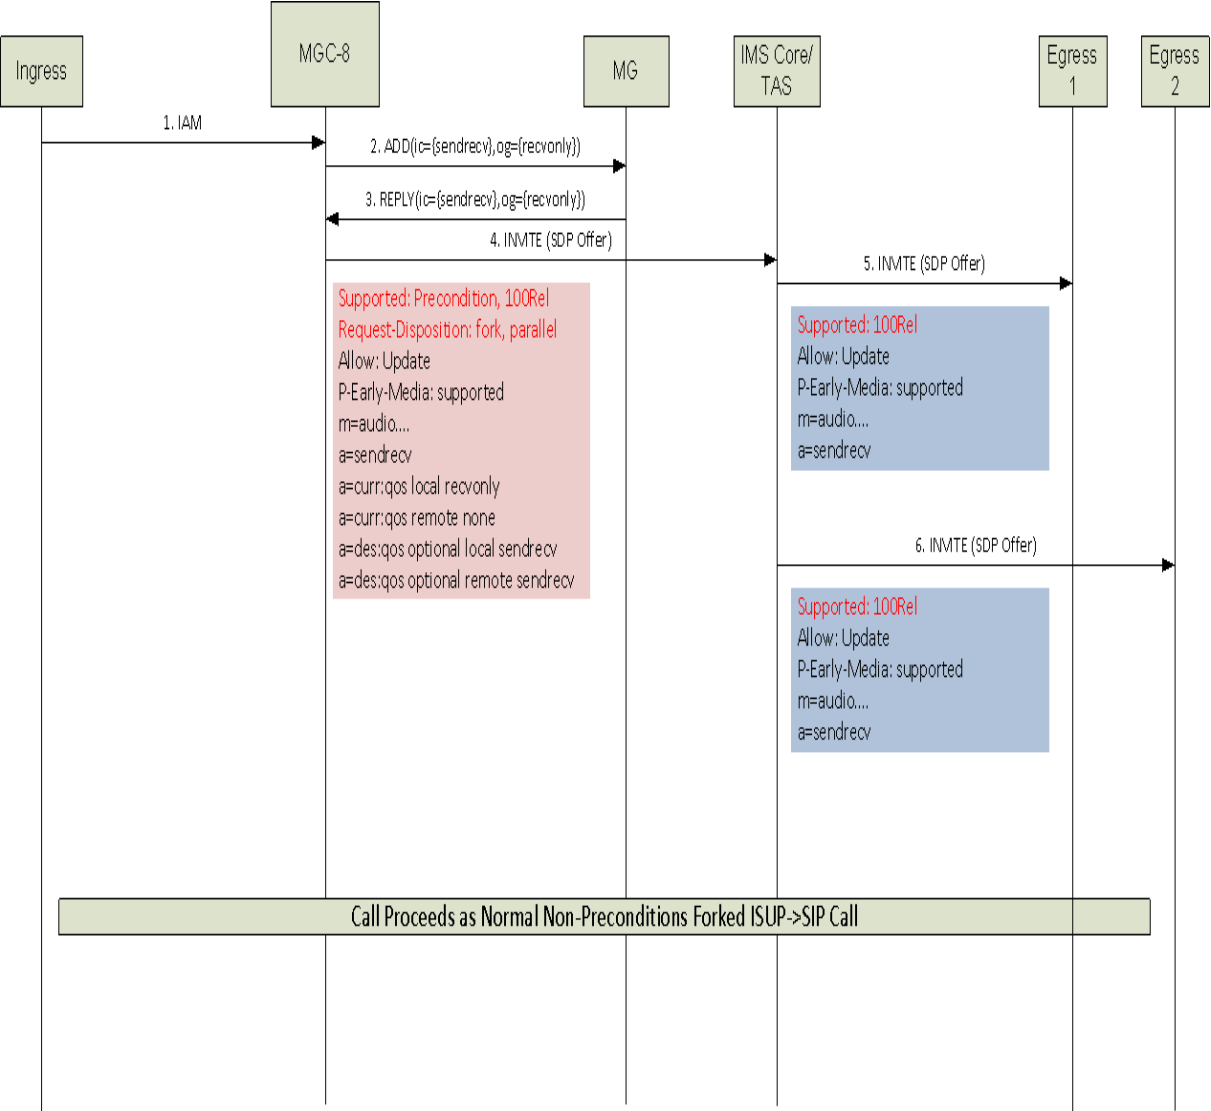 Ingress
MGC-8
MG
IMS Core/
TAS
Egress
1
Egress
2
1. IAM
2. ADD(ic={sendrecv},og={recvonly})
3. REPLY(ic={sendrecv},og={recvonly})
4. INVITE (SDP Offer)
5. INVITE (SDP Offer)
Supported: Precondition, 100Rel
Request-Disposition: fork, parallel
Allow: Update
P-Early-Media: supported
m=audio....
a=sendrecv
a=curr:qos local recvonly
a=curr:qos remote none
a=des:qos optional local sendrecv
a=des:qos optional remote sendrecv
Supported: 100Rel
Allow: Update
P-Early-Media: supported
m=audio....
a=sendrecv
6. INVITE (SDP Offer)
Supported: 100Rel
Allow: Update
P-Early-Media: supported
m=audio....
a=sendrecv
Call Proceeds as Normal Non-Preconditions Forked ISUP->SIP Call